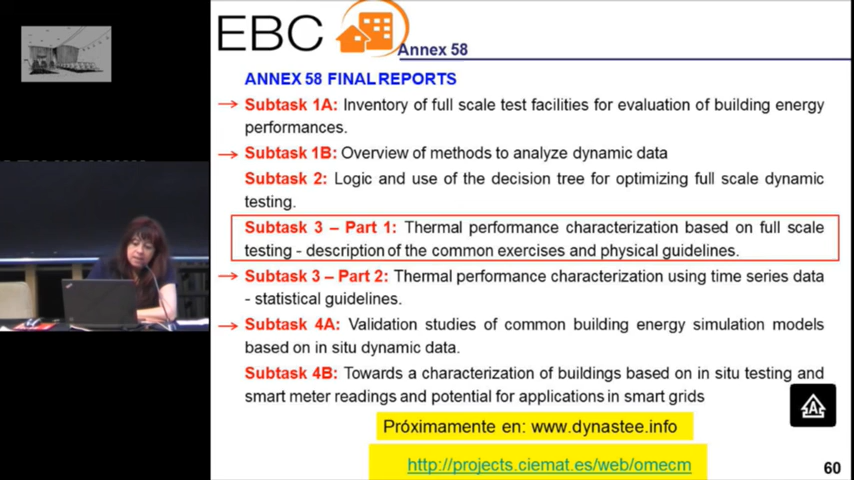 EBC
Annex 58
ANNEX 58 FINAL REPORTS
Subtask 1A: Inventory of full scale test facilities for evaluation of building energy
performances.
Subtask 1B: Overview of methods to analyze dynamic data
Subtask 2: Logic and use of the decision tree for optimizing full scale dynamic
testing.
Subtask 3 – Part 1: Thermal performance characterization based on full scale
testing - description of the common exercises and physical guidelines.
Subtask 3 – Part 2: Thermal performance characterization using time series data
- statistical guidelines.
Subtask 4A: Validation studies of common building energy simulation models
based on in situ dynamic data.
Subtask 4B: Towards a characterization of buildings based on in situ testing and
smart meter readings and potential for applications in smart grids
A
Próximamente en: www.dynastee.info
http://projects.ciemat.es/web/omecm
60